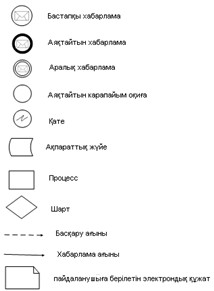 Бастапқы хабарлама
Аяқтайтын хабарлама
Аралық хабарлама
Аяқтайтын қарапайым оқиға
Қате
Ақпараттық жүйе
Процесс
Шарт
Басқару ағыны
Хабарлама ағыны
пайдаланушыға берілетін электрондық құжат